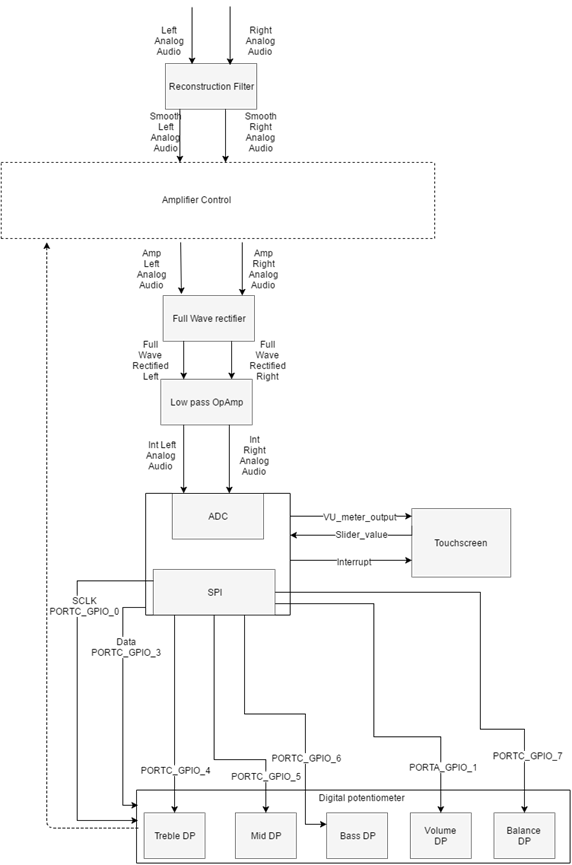 Left
Analog
Audio
Right
Analog
Audio
Reconstruction Filter
Smooth
Left
Analog
Audio
Smooth
Right
Analog
Audio
Amplifier Control
Amp
Left
Analog
Audio
Amp
Right
Analog
Audio
Full Wave rectifier
Full
Wave
Rectified
Left
Full
Wave
Rectified
Right
Low pass OpAmp
Int Left
Analog
Audio
Int
Right
Analog
Audio
ADC
VU_meter_output
Slider_value
Interrupt
Touchscreen
SPI
SCLK
PORTC_GPIO_0
Data
PORTC_GPIO_3
PORTC_GPIO_4
PORTC_GPIO_5
PORTC_GPIO_6
PORTA_GPIO_1
PORTC_GPIO_7
Digital potentiometer
Treble DP
Mid DP
Bass DP
Volume
DP
Balance
DP